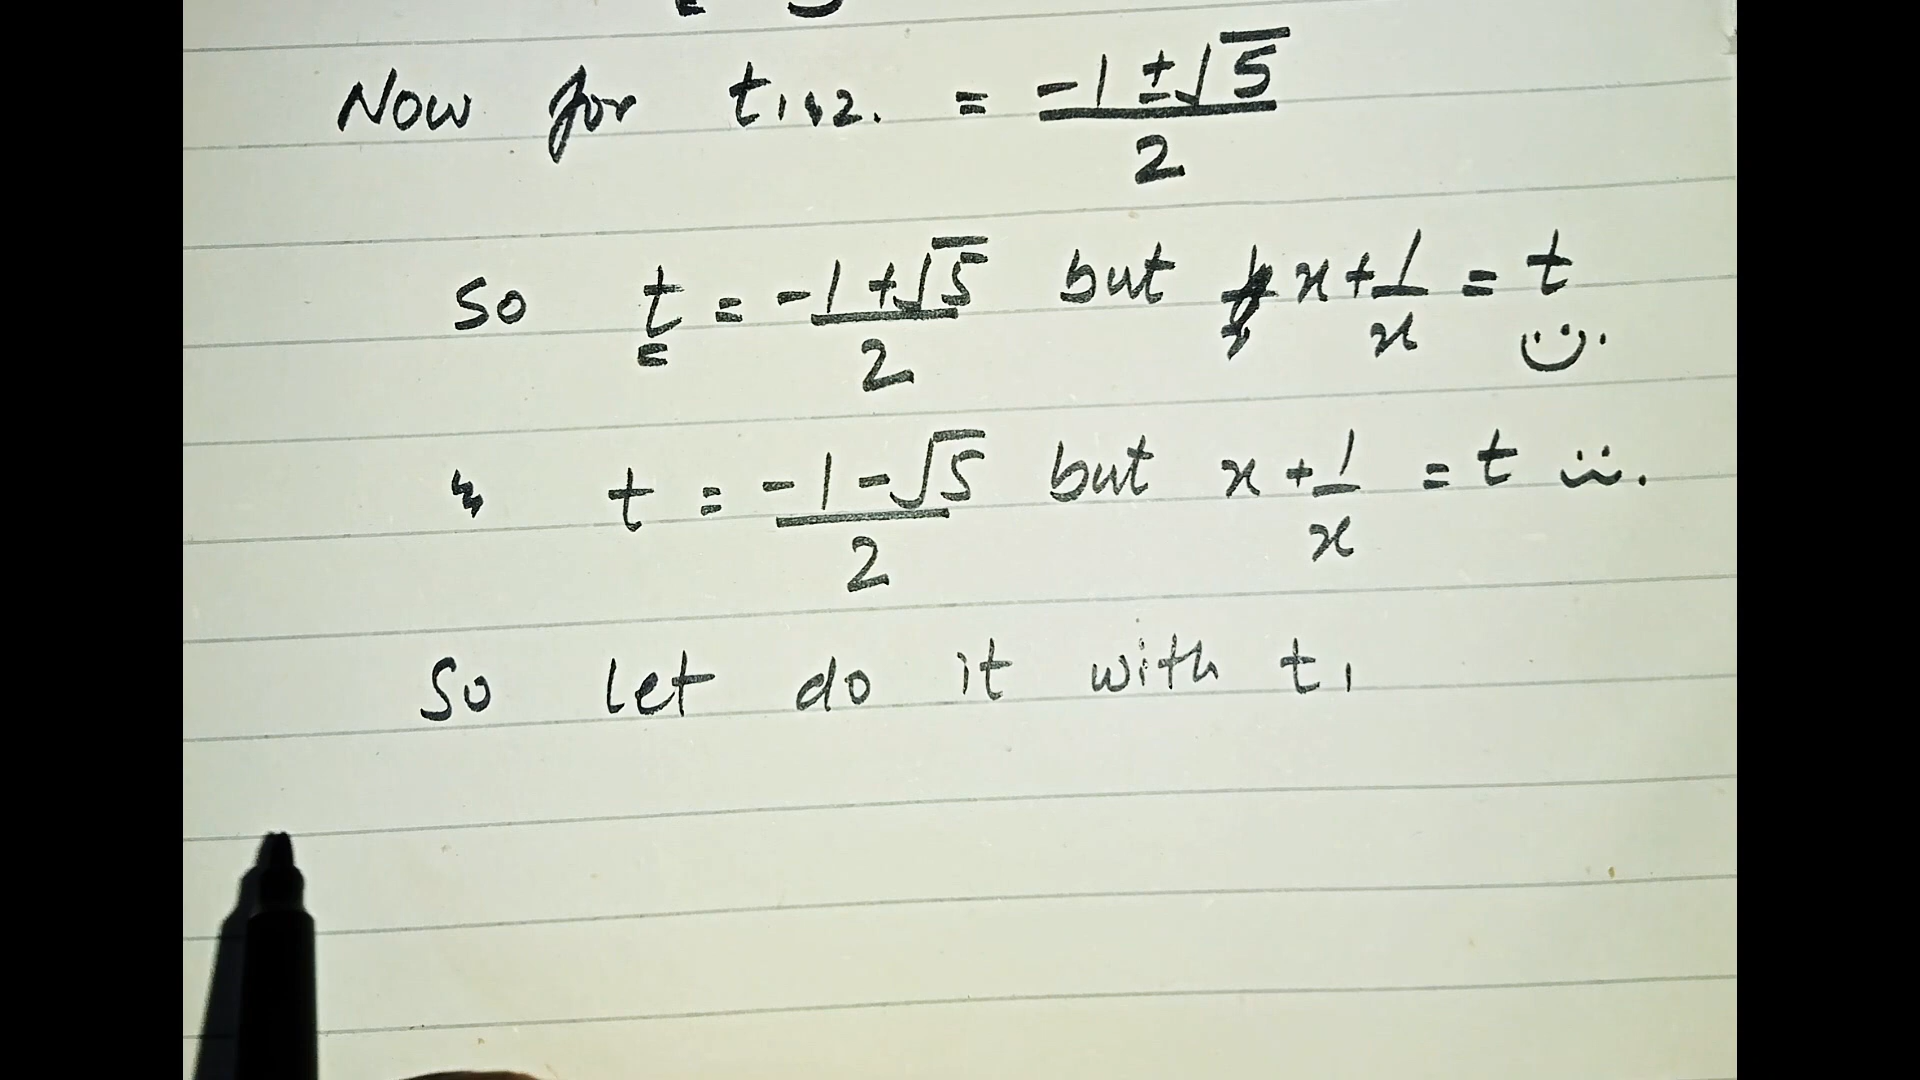 Now for t1&2. = (-1 ± √5)/2
So t = (-1 + √5)/2 but x + 1/x = t
& t = (-1 - √5)/2 but x + 1/x = t
So let do it with t1